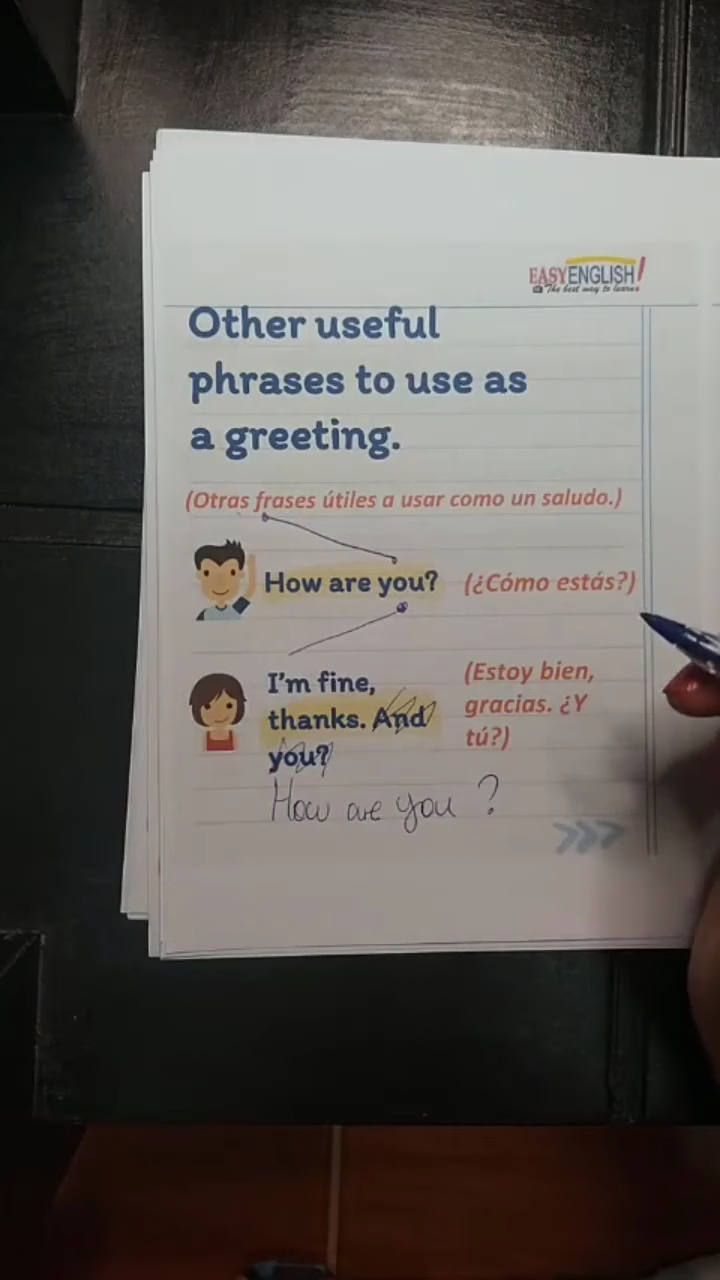 EASYENGLISH!
The best way to learn.
Other useful
phrases to use as
a greeting.
(Otras frases útiles a usar como un saludo.)
How are you? (¿Cómo estás?)
I'm fine,
thanks. And
you?
(Estoy bien,
gracias. ¿Y
tú?)
How are you ?